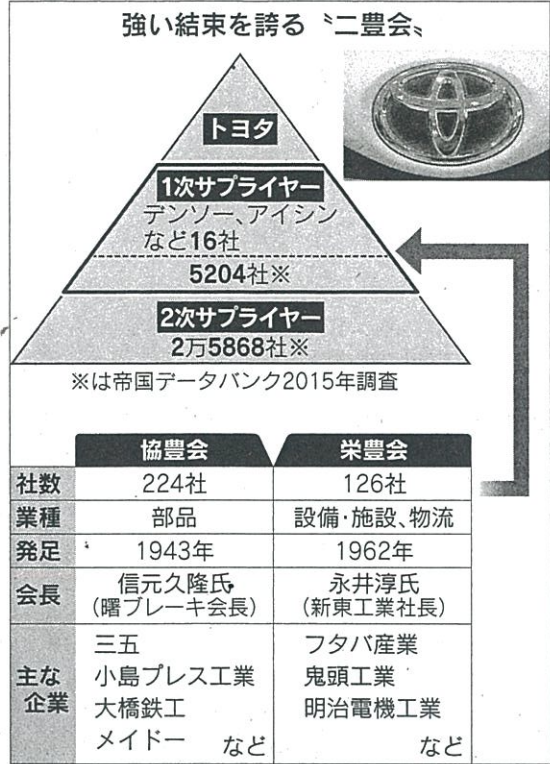 強い結束を誇る〝二豊会〟
トヨタ
1次サプライヤー
デンソー、アイシン
など16社
5204社※
2次サプライヤー
2万5868社※
※は帝国データバンク2015年調査
協豊会 栄豊会
社数 224社 126社
業種 部品 設備・施設、物流
発足 1943年 1962年
会長 信元久隆氏 永井淳氏
(曙ブレーキ会長) (新東工業社長)
三五 フタバ産業
主な 小島プレス工業 鬼頭工業
企業 大橋鉄工 明治電機工業
メイドー など など